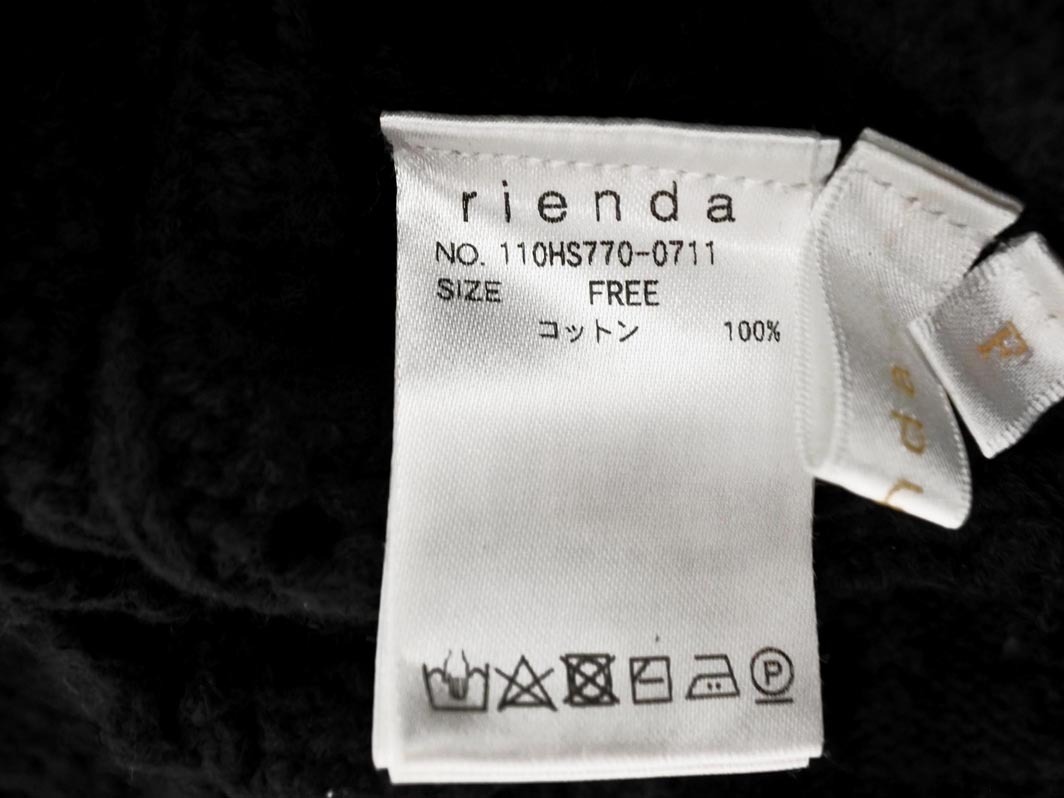 rienda
NO. 110HS770-0711
SIZE FREE
コットン 100%
P
F